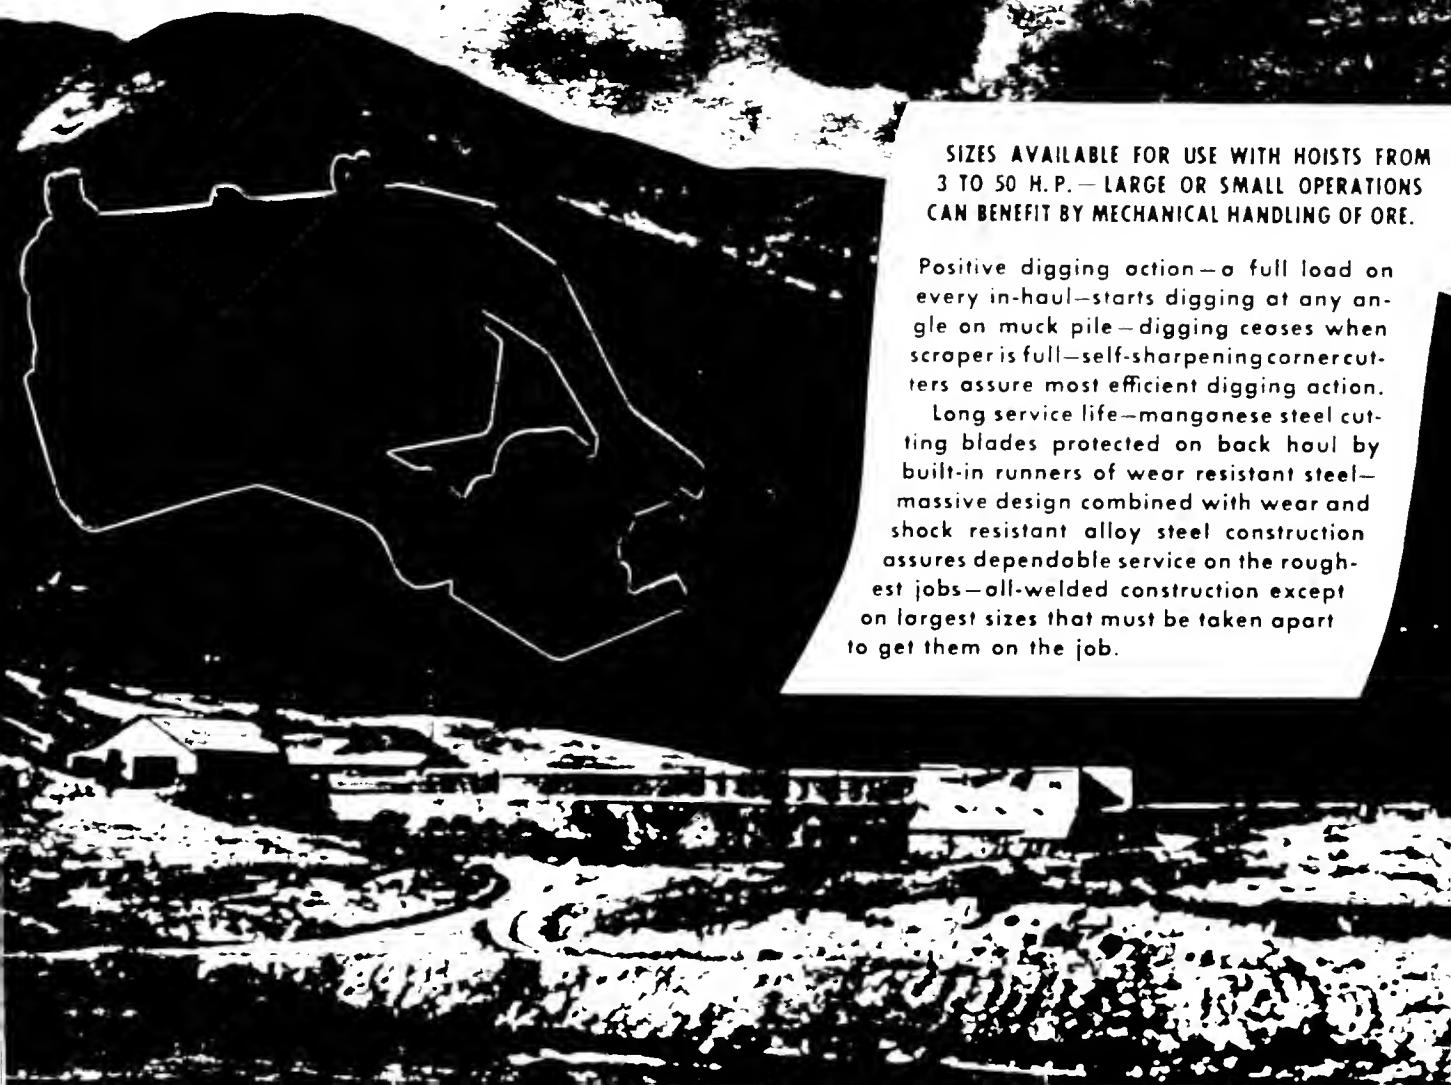 SIZES AVAILABLE FOR USE WITH HOISTS FROM
3 TO 50 H.P. — LARGE OR SMALL OPERATIONS
CAN BENEFIT BY MECHANICAL HANDLING OF ORE.
Positive digging action—a full load on
every in-haul—starts digging at any an-
gle on muck pile—digging ceases when
scraper is full—self-sharpening corner cut-
ters assure most efficient digging action.
Long service life—manganese steel cut-
ting blades protected on back haul by
built-in runners of wear resistant steel—
massive design combined with wear and
shock resistant alloy steel construction
assures dependable service on the rough-
est jobs—all-welded construction except
on largest sizes that must be taken apart
to get them on the job.